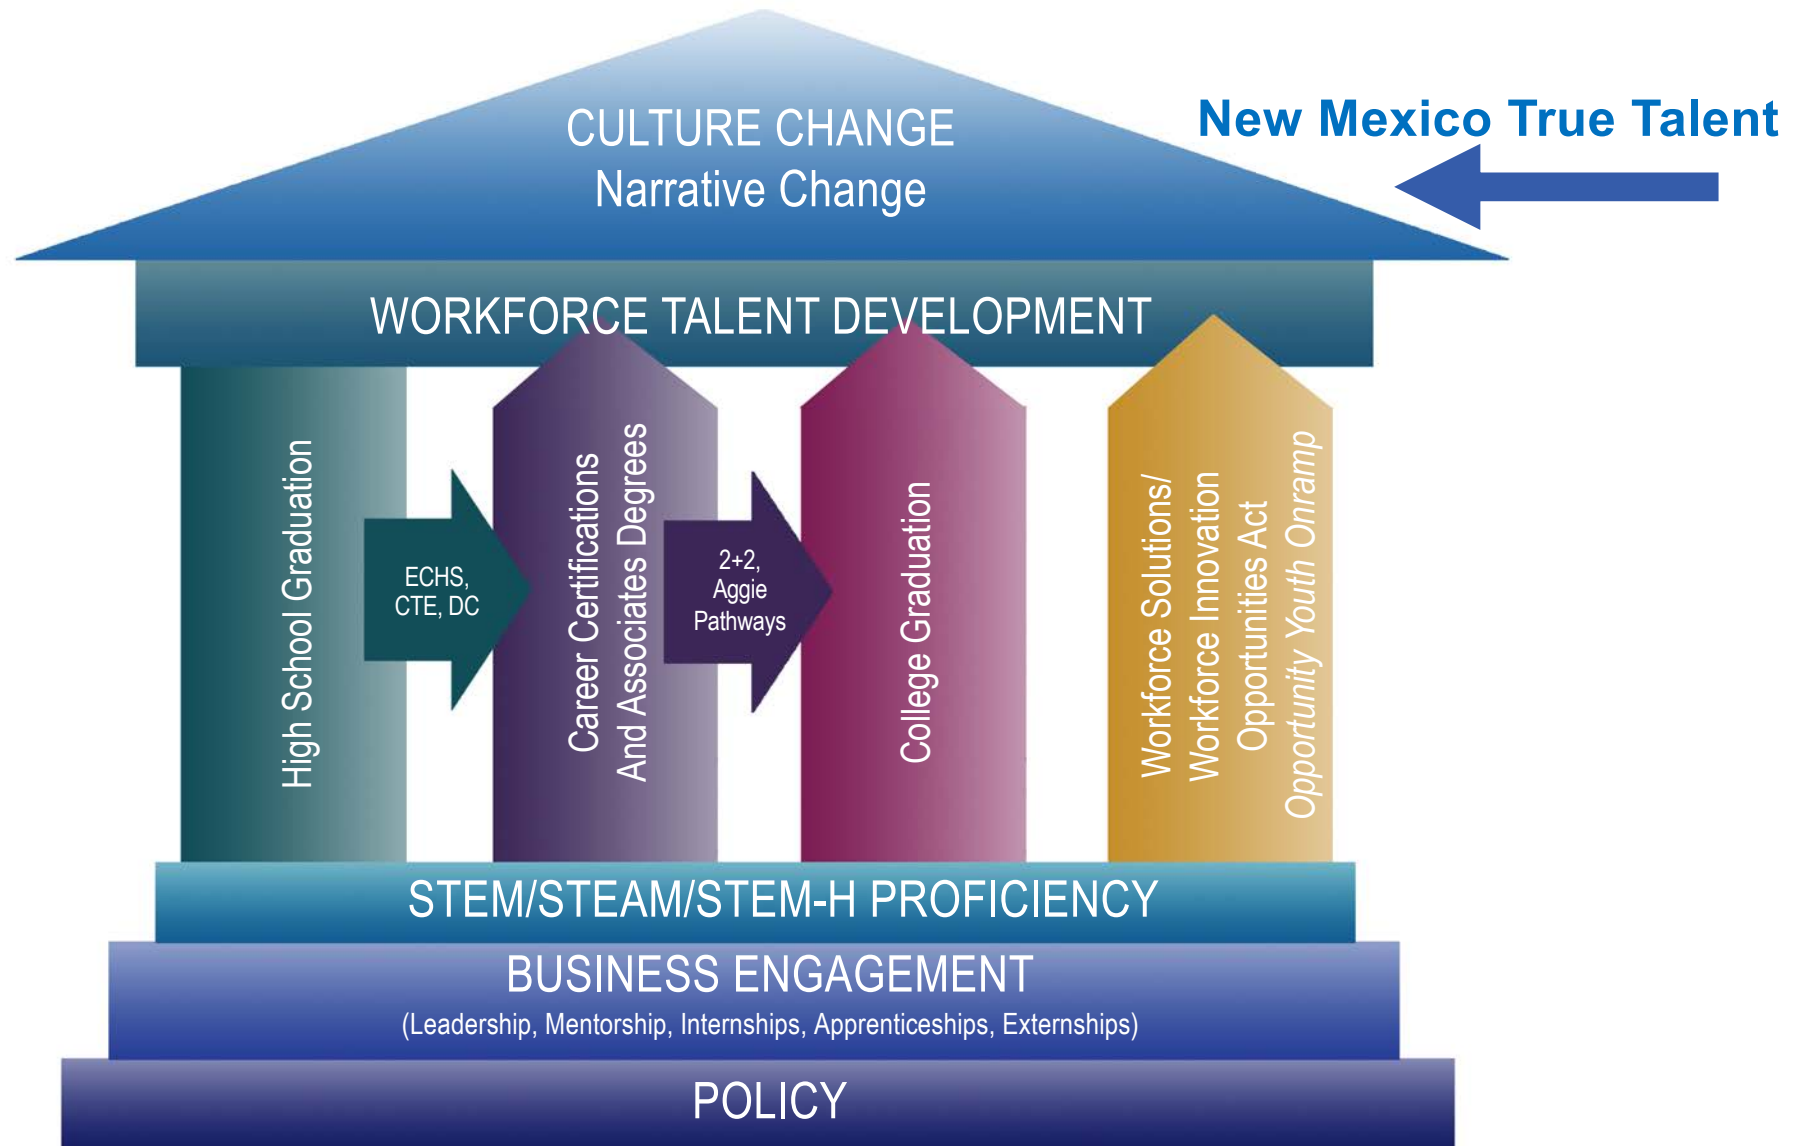 CULTURE CHANGE
Narrative Change
New Mexico True Talent
WORKFORCE TALENT DEVELOPMENT
High School Graduation
ECHS,
CTE, DC
Career Certifications
And Associates Degrees
2+2,
Aggie
Pathways
College Graduation
Workforce Solutions/
Workforce Innovation
Opportunities Act
Opportunity Youth Onramp
STEM/STEAM/STEM-H PROFICIENCY
BUSINESS ENGAGEMENT
(Leadership, Mentorship, Internships, Apprenticeships, Externships)
POLICY